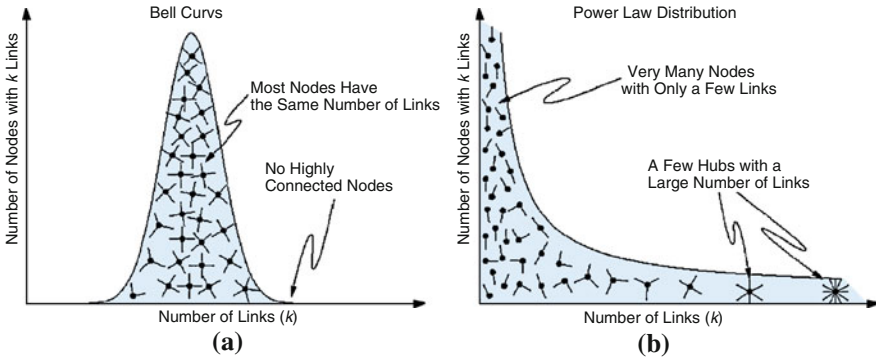 Bell Curvs
Number of Nodes with k Links
Most Nodes Have
the Same Number of Links
No Highly
Connected Nodes
Number of Links (k)
(a)
Power Law Distribution
Number of Nodes with k Links
Very Many Nodes
with Only a Few Links
A Few Hubs with a
Large Number of Links
Number of Links (k)
(b)